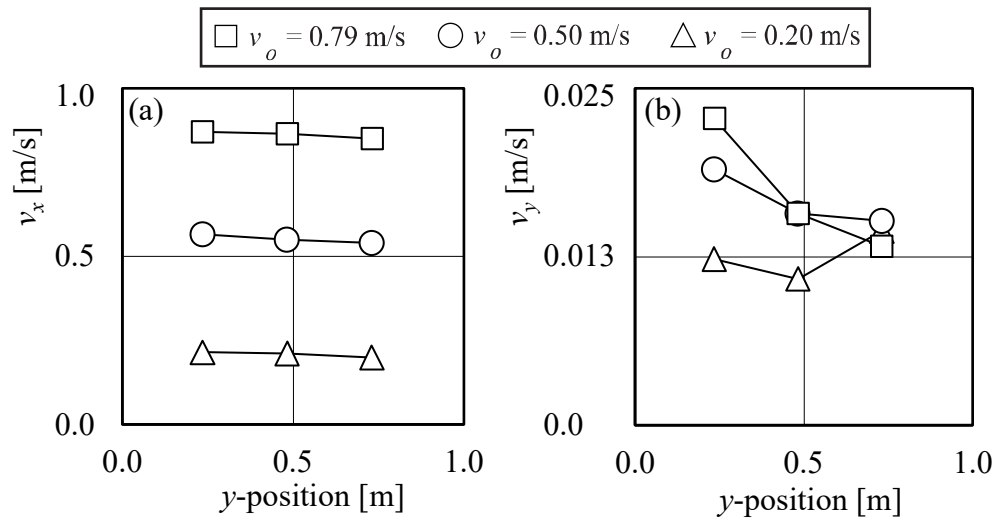 v_o = 0.79 m/s v_o = 0.50 m/s v_o = 0.20 m/s
(a)
1.0
0.5
0.0
v_x [m/s]
0.0 0.5 1.0
y-position [m]
(b)
0.025
0.013
0
v_y [m/s]
0.0 0.5 1.0
y-position [m]